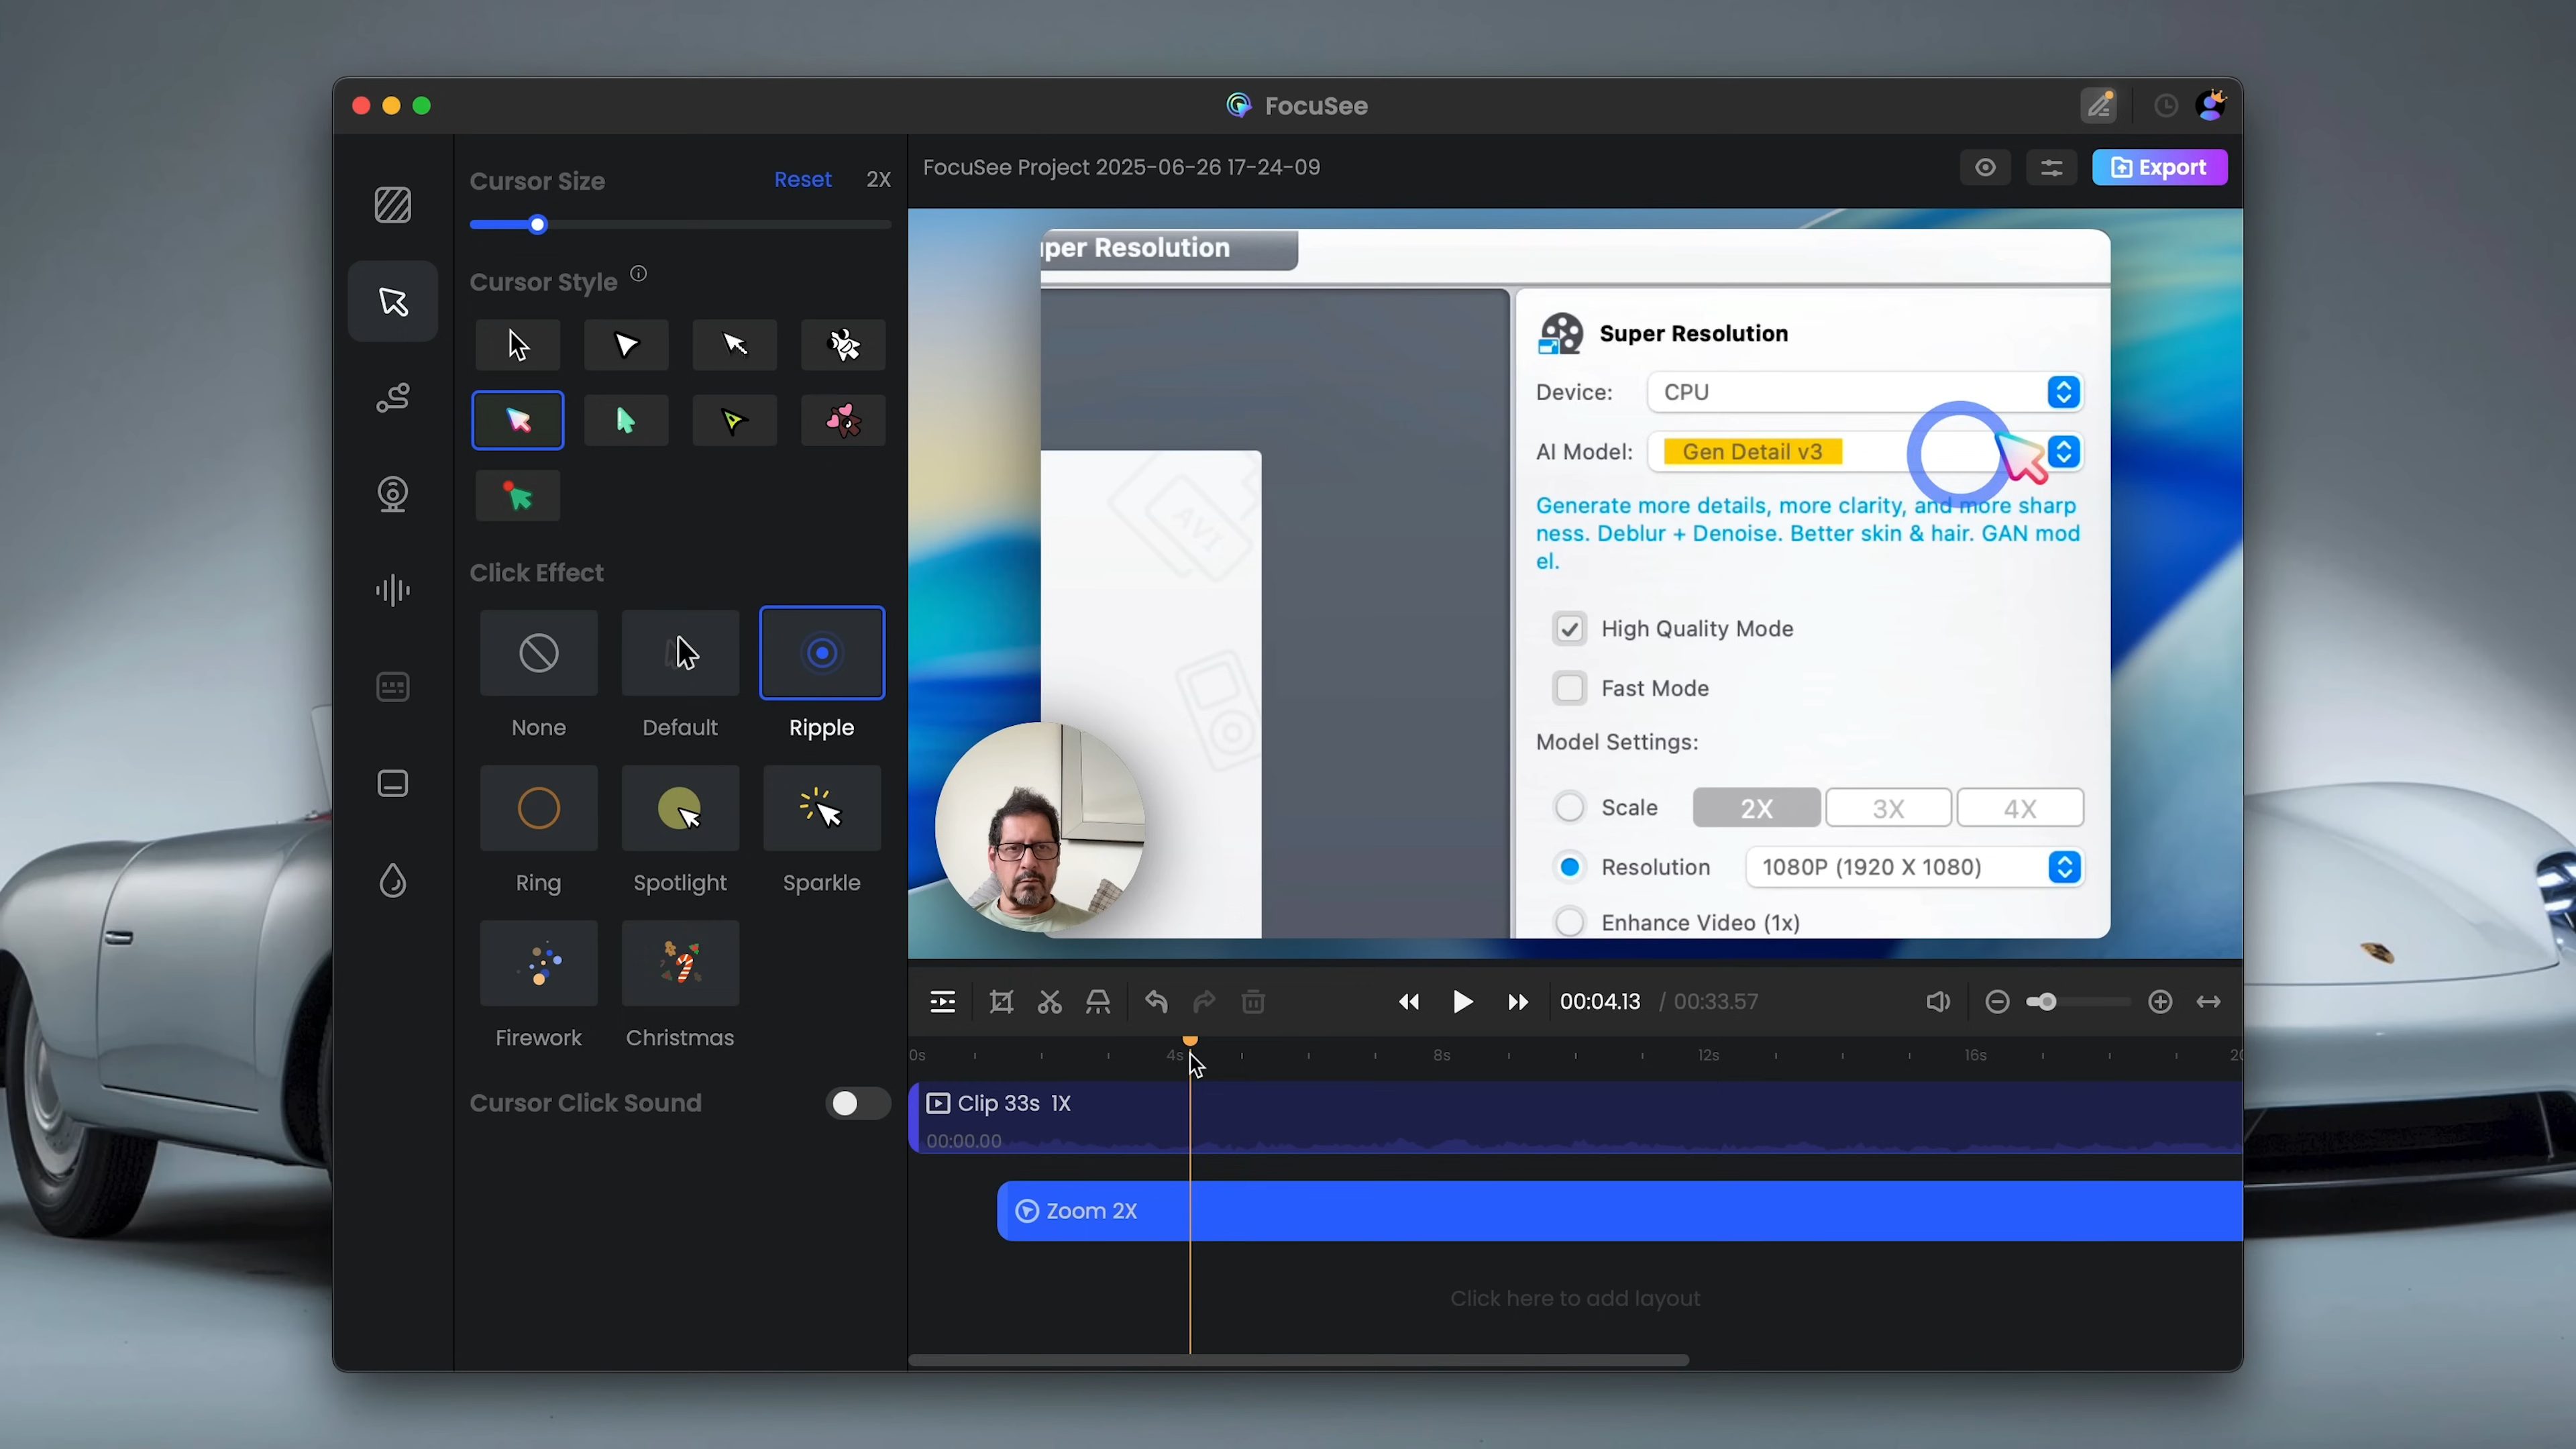 FocuSee
Cursor Size
Reset
2X
Cursor Style
Click Effect
None
Default
Ripple
Ring
Spotlight
Sparkle
Firework
Christmas
Cursor Click Sound
FocuSee Project 2025-06-26 17-24-09
Export
per Resolution
AVI
Super Resolution
Device: CPU
AI Model: Gen Detail v3
Generate more details, more clarity, and more sharp
ness. Deblur + Denoise. Better skin & hair. GAN mod
el.
High Quality Mode
Fast Mode
Model Settings:
Scale 2X 3X 4X
Resolution 1080P (1920 X 1080)
Enhance Video (1x)
00:04.13 / 00:33.57
0s 4s 8s 12s 16s 20
Clip 33s 1X
00:00.00
Zoom 2X
Click here to add layout